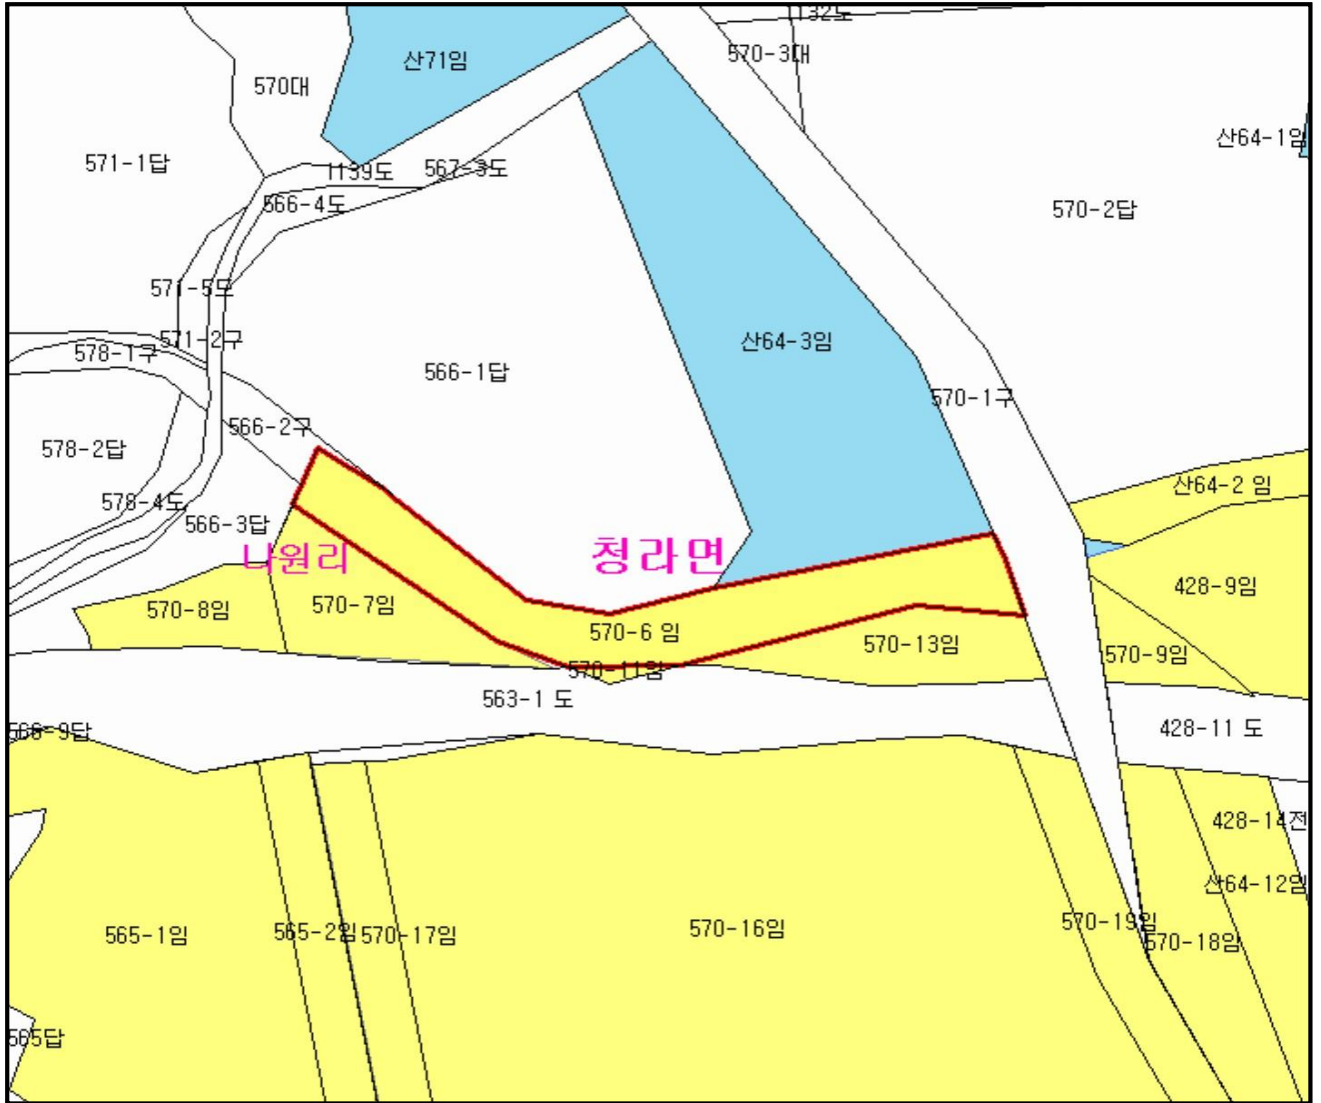 1132도
산71임
570-3대
570대
산64-1임
571-1답
1139도
567-3도
566-4도
570-2답
571-5도
571-2구
578-1구
산64-3임
566-1답
570-1구
566-2구
578-2답
산64-2 임
578-4도
566-3답
나원리
청라면
428-9임
570-8임
570-7임
570-6 임
570-13임
570-9임
570-11임
563-1 도
566-9답
428-11 도
428-14전
산64-12임
565-1임
565-2임
570-17임
570-16임
570-19임
570-18임
565답